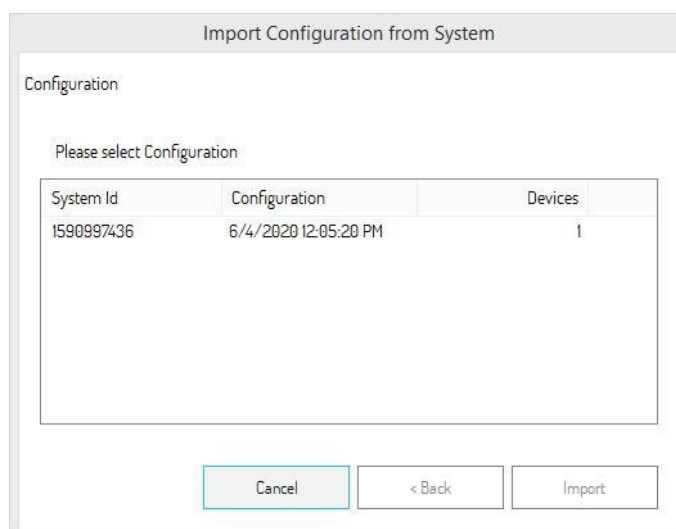 Import Configuration from System
Configuration
Please select Configuration
System Id Configuration Devices
1590997436 6/4/2020 12:05:20 PM 1
Cancel < Back Import